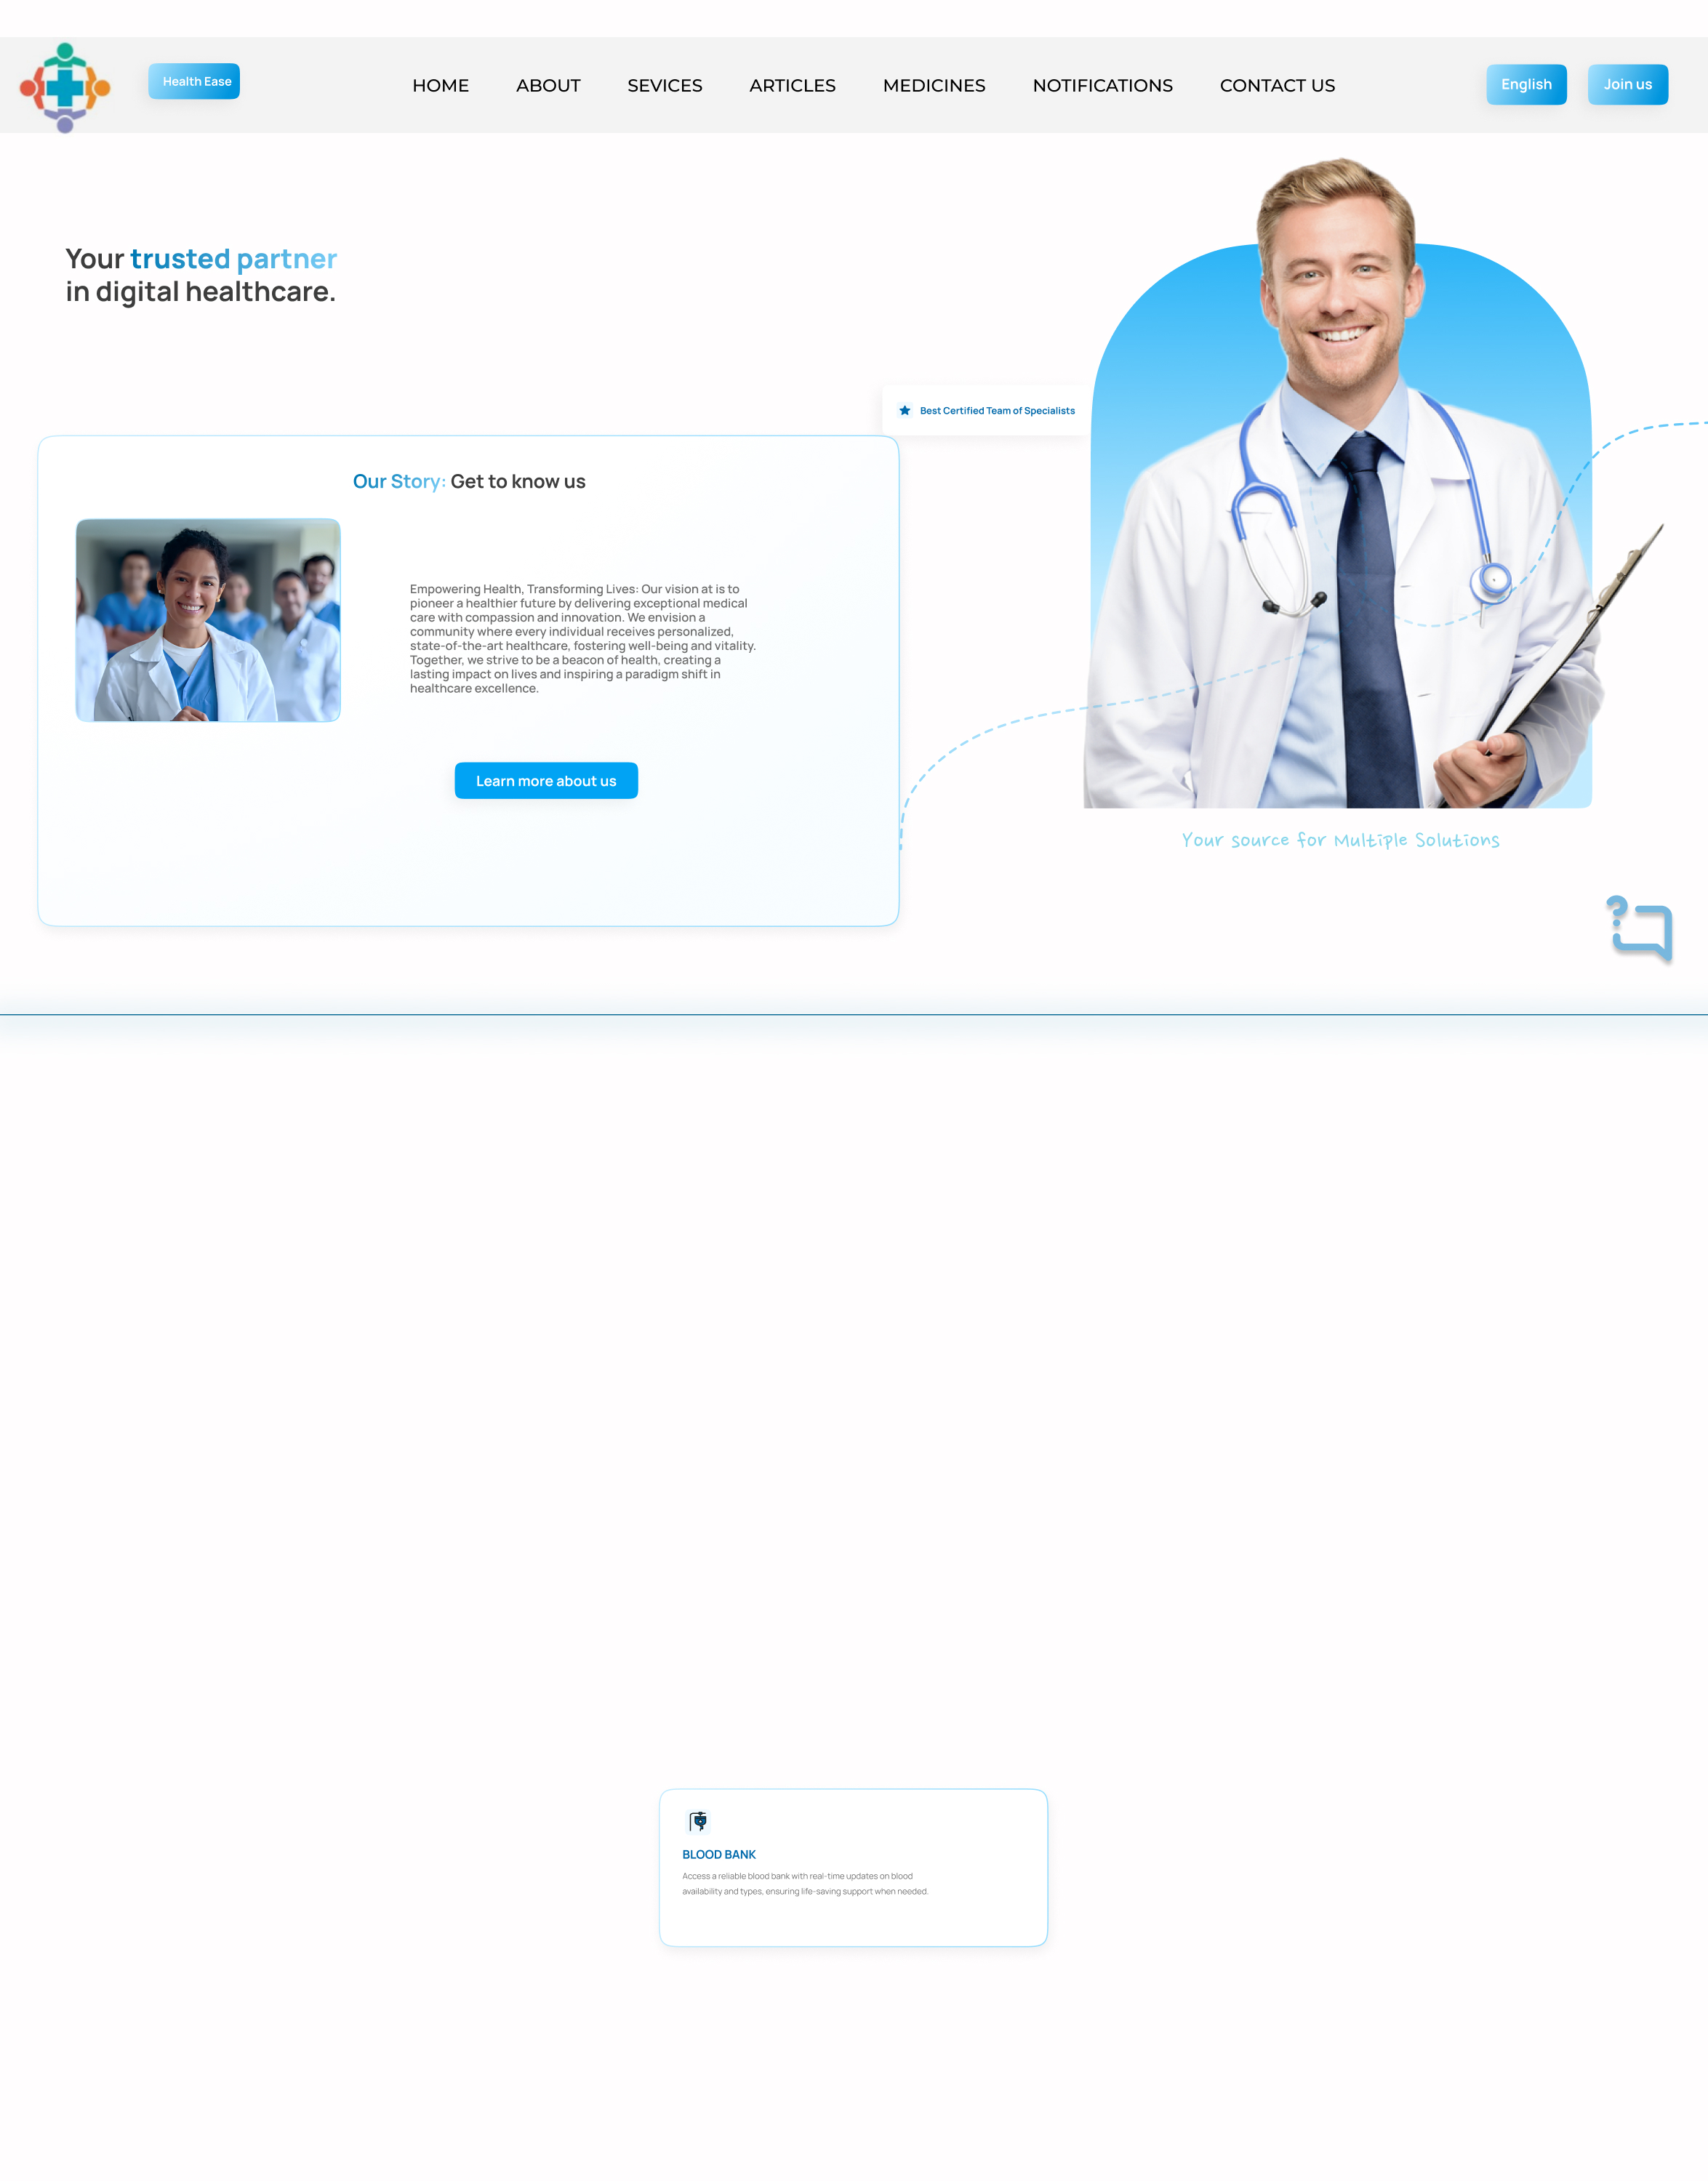 Health Ease
HOME ABOUT SEVICES ARTICLES MEDICINES NOTIFICATIONS CONTACT US
English Join us
Your trusted partner
in digital healthcare.
Best Certified Team of Specialists
Our Story: Get to know us
Empowering Health, Transforming Lives: Our vision at is to
pioneer a healthier future by delivering exceptional medical
care with compassion and innovation. We envision a
community where every individual receives personalized,
state-of-the-art healthcare, fostering well-being and vitality.
Together, we strive to be a beacon of health, creating a
lasting impact on lives and inspiring a paradigm shift in
healthcare excellence.
Learn more about us
Your source for Multiple Solutions
BLOOD BANK
Access a reliable blood bank with real-time updates on blood
availability and types, ensuring life-saving support when needed.